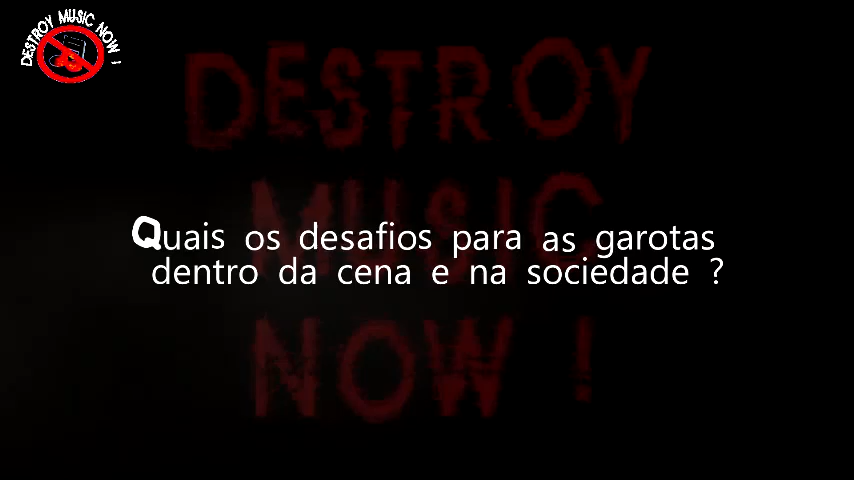 DESTROY MUSIC NOW !
DESTROY
MUSIC
Quais os desafios para as garotas
dentro da cena e na sociedade ?
NOW !